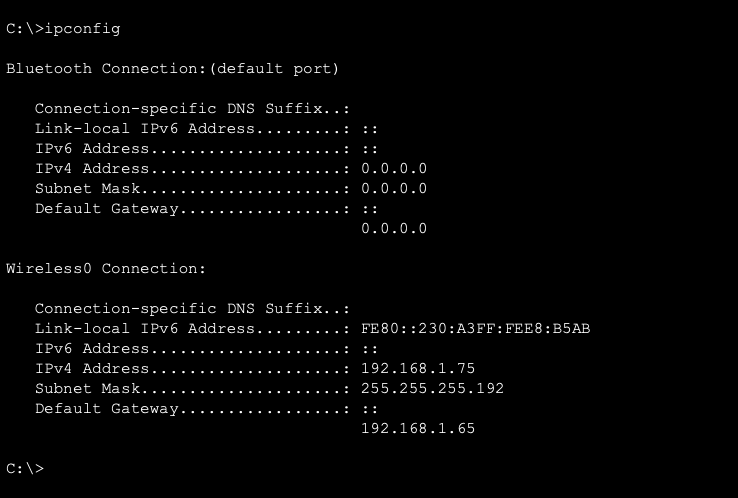 C:\>ipconfig
Bluetooth Connection:(default port)
Connection-specific DNS Suffix..:
Link-local IPv6 Address.........: ::
IPv6 Address....................: ::
IPv4 Address....................: 0.0.0.0
Subnet Mask.....................: 0.0.0.0
Default Gateway.................: ::
0.0.0.0
Wireless0 Connection:
Connection-specific DNS Suffix..:
Link-local IPv6 Address.........: FE80::230:A3FF:FEE8:B5AB
IPv6 Address....................: ::
IPv4 Address....................: 192.168.1.75
Subnet Mask.....................: 255.255.255.192
Default Gateway.................: ::
192.168.1.65
C:\>